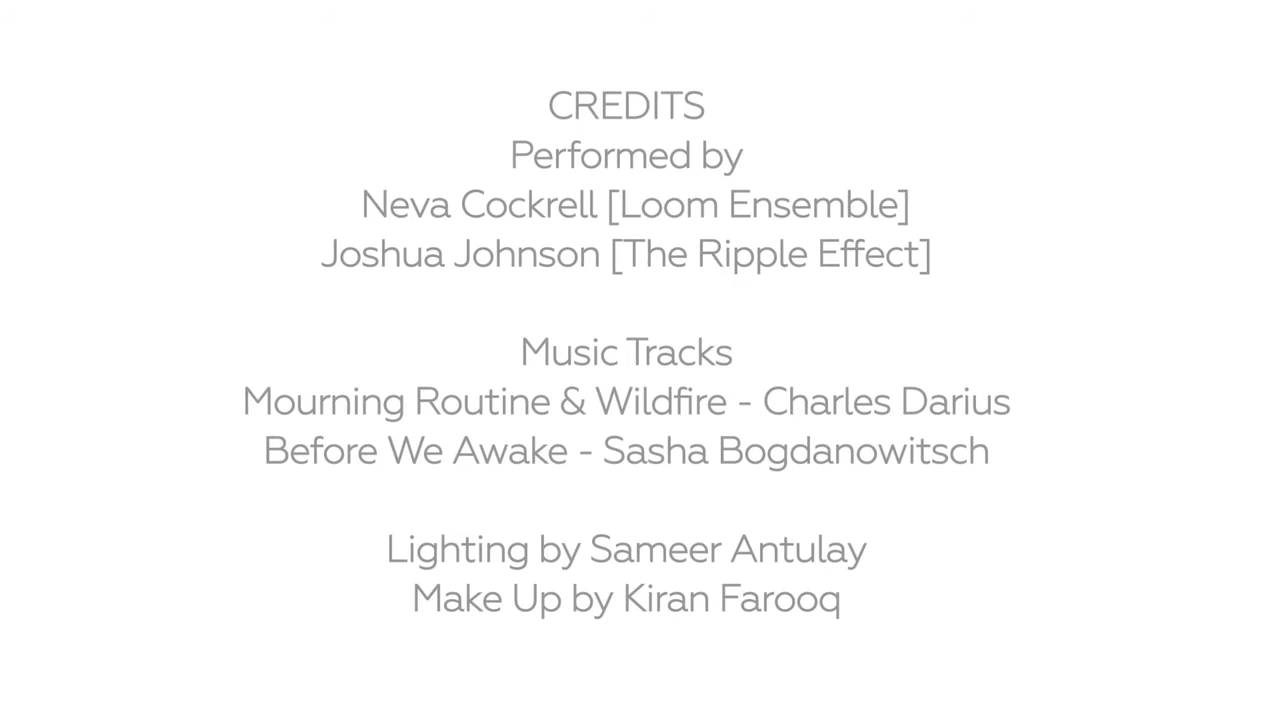 CREDITS
Performed by
Neva Cockrell [Loom Ensemble]
Joshua Johnson [The Ripple Effect]
Music Tracks
Mourning Routine & Wildfire - Charles Darius
Before We Awake - Sasha Bogdanowitsch
Lighting by Sameer Antulay
Make Up by Kiran Farooq